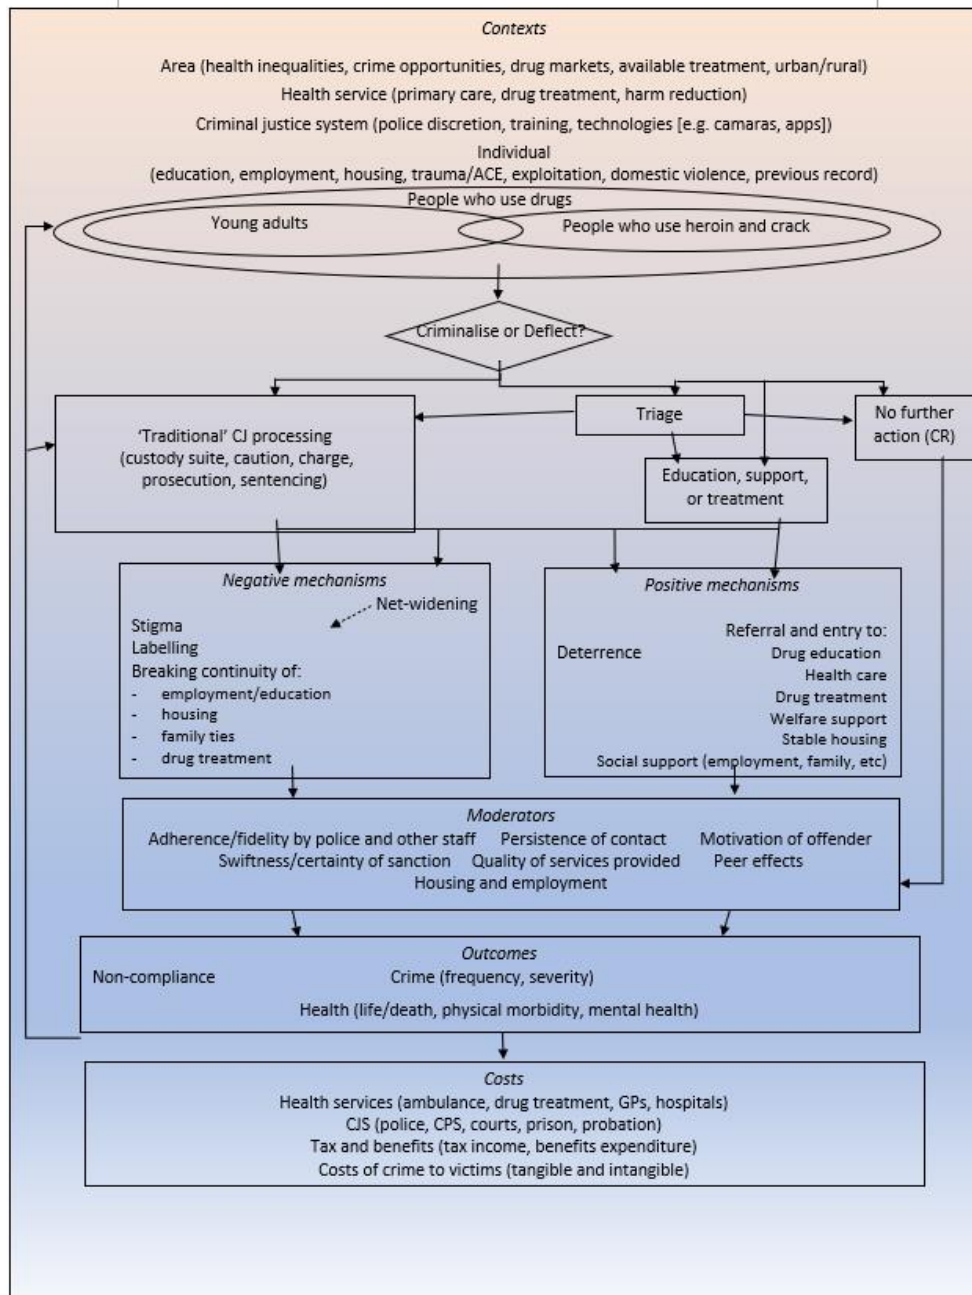 Contexts
Area (health inequalities, crime opportunities, drug markets, available treatment, urban/rural)
Health service (primary care, drug treatment, harm reduction)
Criminal justice system (police discretion, training, technologies [e.g. camaras, apps])
Individual
(education, employment, housing, trauma/ACE, exploitation, domestic violence, previous record)
People who use drugs
Young adults
People who use heroin and crack
Criminalise or Deflect?
'Traditional' CJ processing
(custody suite, caution, charge,
prosecution, sentencing)
Triage
No further
action (CR)
Education, support,
or treatment
Negative mechanisms
Net-widening
Stigma
Labelling
Breaking continuity of:
- employment/education
- housing
- family ties
- drug treatment
Positive mechanisms
Referral and entry to:
Deterrence
Drug education
Health care
Drug treatment
Welfare support
Stable housing
Social support (employment, family, etc)
Moderators
Adherence/fidelity by police and other staff Persistence of contact Motivation of offender
Swiftness/certainty of sanction Quality of services provided Peer effects
Housing and employment
Outcomes
Non-compliance Crime (frequency, severity)
Health (life/death, physical morbidity, mental health)
Costs
Health services (ambulance, drug treatment, GPs, hospitals)
CJS (police, CPS, courts, prison, probation)
Tax and benefits (tax income, benefits expenditure)
Costs of crime to victims (tangible and intangible)